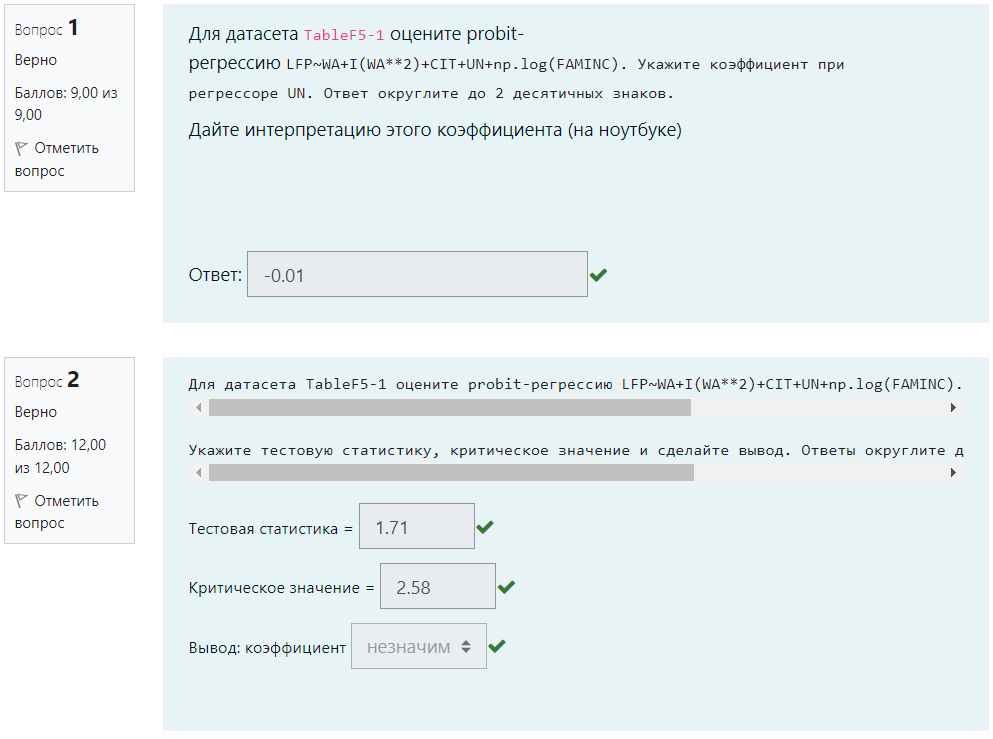 Вопрос 1
Верно
Баллов: 9,00 из
9,00
Отметить
вопрос
Для датасета TableF5-1 оцените probit-
регрессию LFP~WA+I(WA**2)+CIT+UN+np.log(FAMINC). Укажите коэффициент при
регрессоре UN. Ответ округлите до 2 десятичных знаков.
Дайте интерпретацию этого коэффициента (на ноутбуке)
Ответ: -0.01
Вопрос 2
Верно
Баллов: 12,00
из 12,00
Отметить
вопрос
Для датасета TableF5-1 оцените probit-регрессию LFP~WA+I(WA**2)+CIT+UN+np.log(FAMINC).
Укажите тестовую статистику, критическое значение и сделайте вывод. Ответы округлите д
Тестовая статистика = 1.71
Критическое значение = 2.58
Вывод: коэффициент незначим